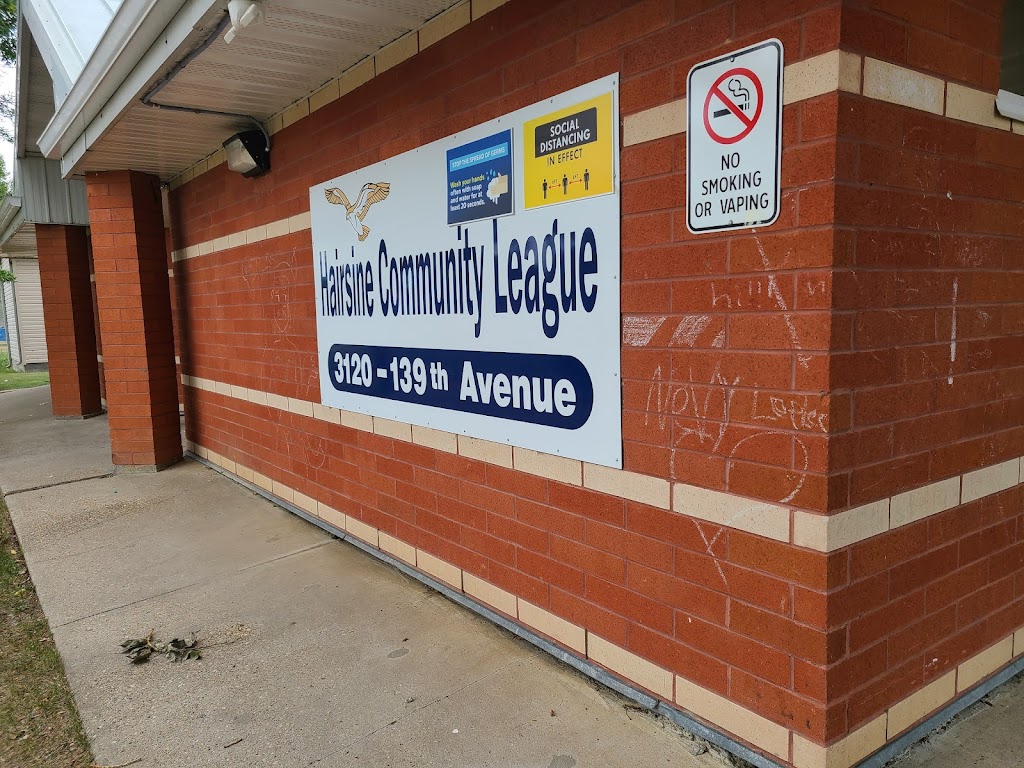 STOP THE SPREAD OF GERMS
Wash your hands
often with soap
and water for at
least 20 seconds.
SOCIAL
DISTANCING
IN EFFECT
Hairsine Community League
3120 - 139th Avenue
NO
SMOKING
OR VAPING